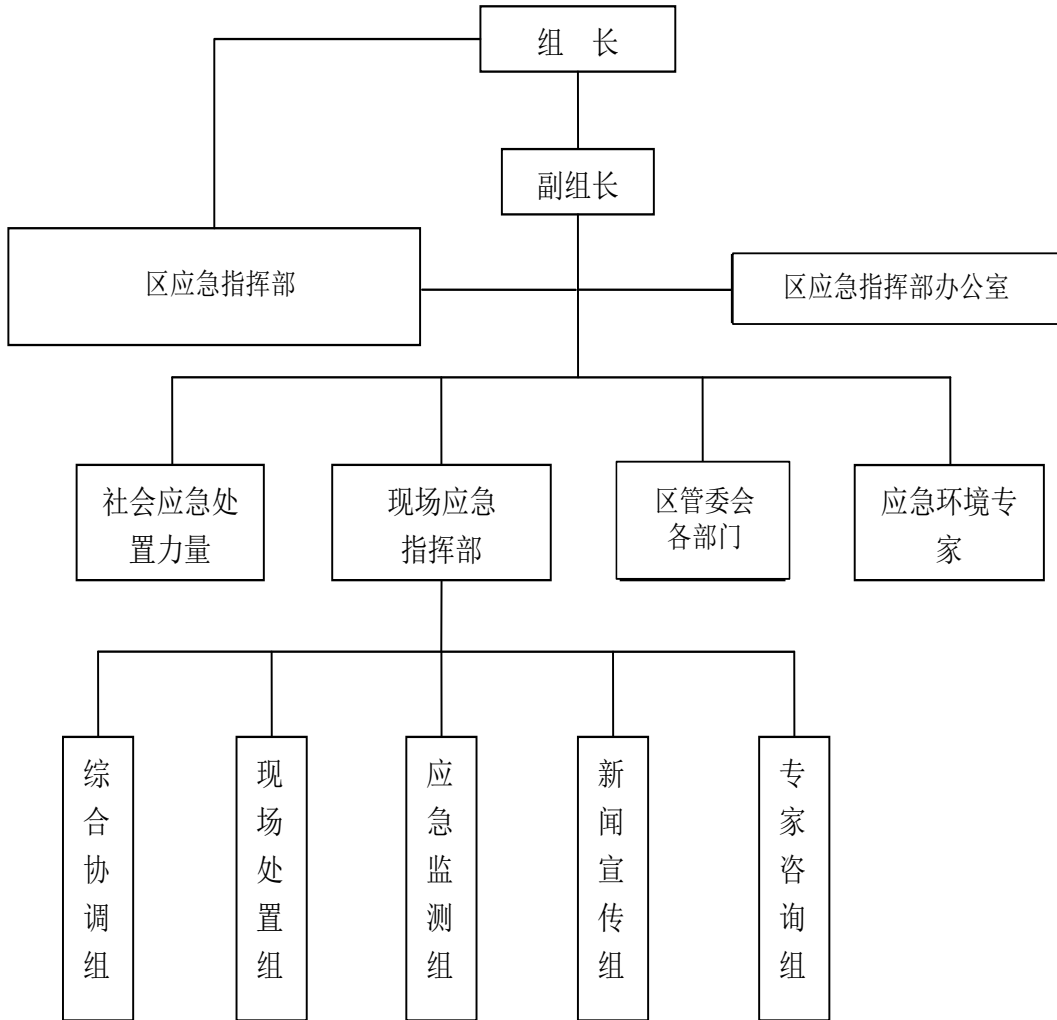 组 长
副组长
区应急指挥部
区应急指挥部办公室
社会应急处
置力量
现场应急
指挥部
区管委会
各部门
应急环境专
家
综合协调组
现场处置组
应急监测组
新闻宣传组
专家咨询组